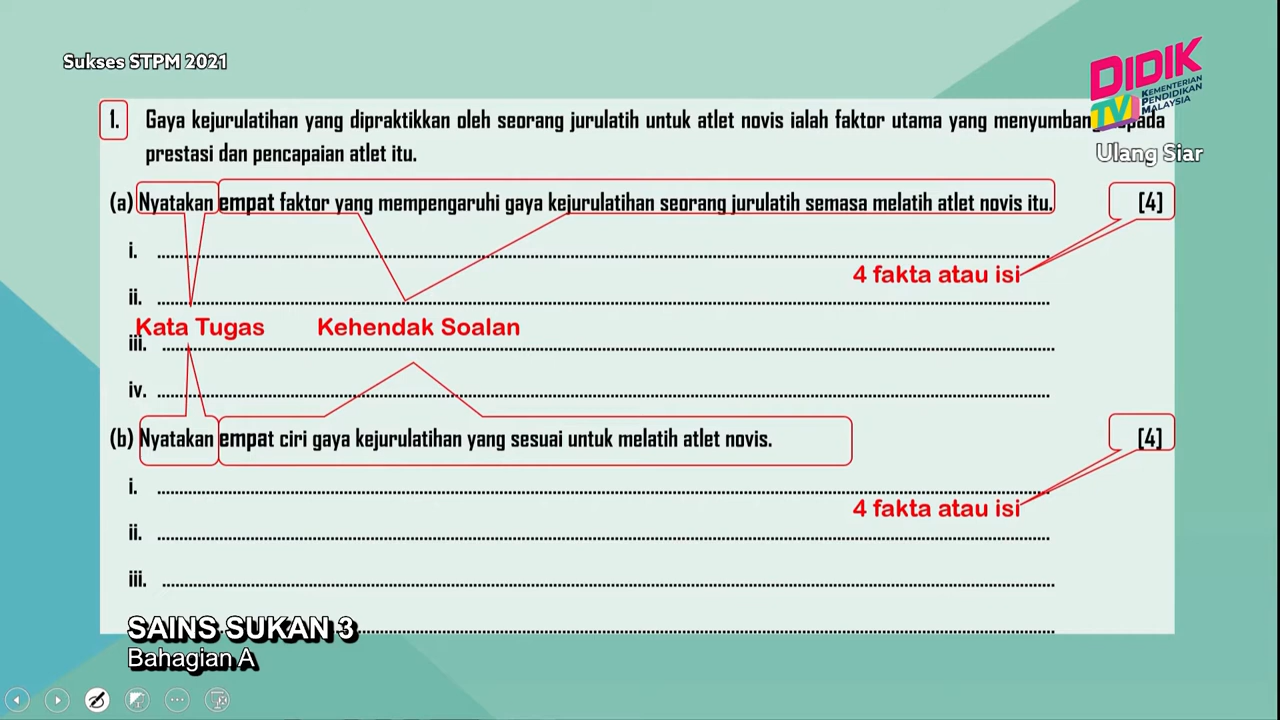 Sukses STPM 2021
DIDIK
TV
KEMENTERIAN
PENDIDIKAN
MALAYSIA
Ulang Siar
1. Gaya kejurulatihan yang dipraktikkan oleh seorang jurulatih untuk atlet novis ialah faktor utama yang menyumbang
prestasi dan pencapaian atlet itu.
(a) Nyatakan empat faktor yang mempengaruhi gaya kejurulatihan seorang jurulatih semasa melatih atlet novis itu. [4]
i. ........................................
4 fakta atau isi
ii. ........................................
Kata Tugas Kehendak Soalan
iii. ........................................
iv. ........................................
(b) Nyatakan empat ciri gaya kejurulatihan yang sesuai untuk melatih atlet novis. [4]
i. ........................................
4 fakta atau isi
ii. ........................................
iii. ........................................
SAINS SUKAN 3
Bahagian A